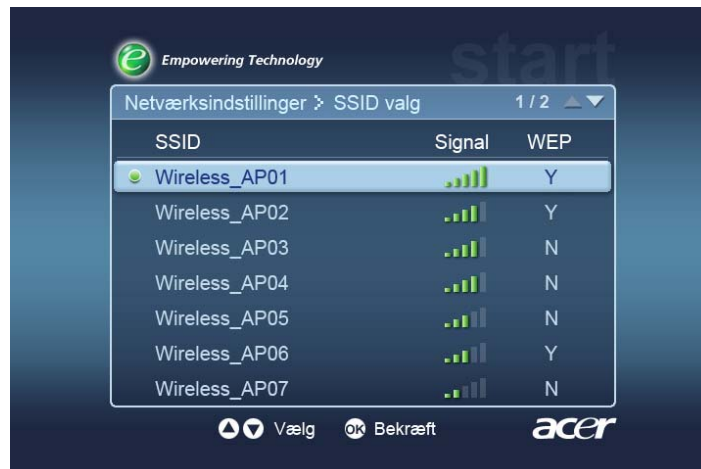 start
Empowering Technology
Netværksindstillinger > SSID valg 1 / 2
SSID Signal WEP
Wireless_AP01 Y
Wireless_AP02 Y
Wireless_AP03 N
Wireless_AP04 N
Wireless_AP05 N
Wireless_AP06 Y
Wireless_AP07 N
Vælg OK Bekræft acer